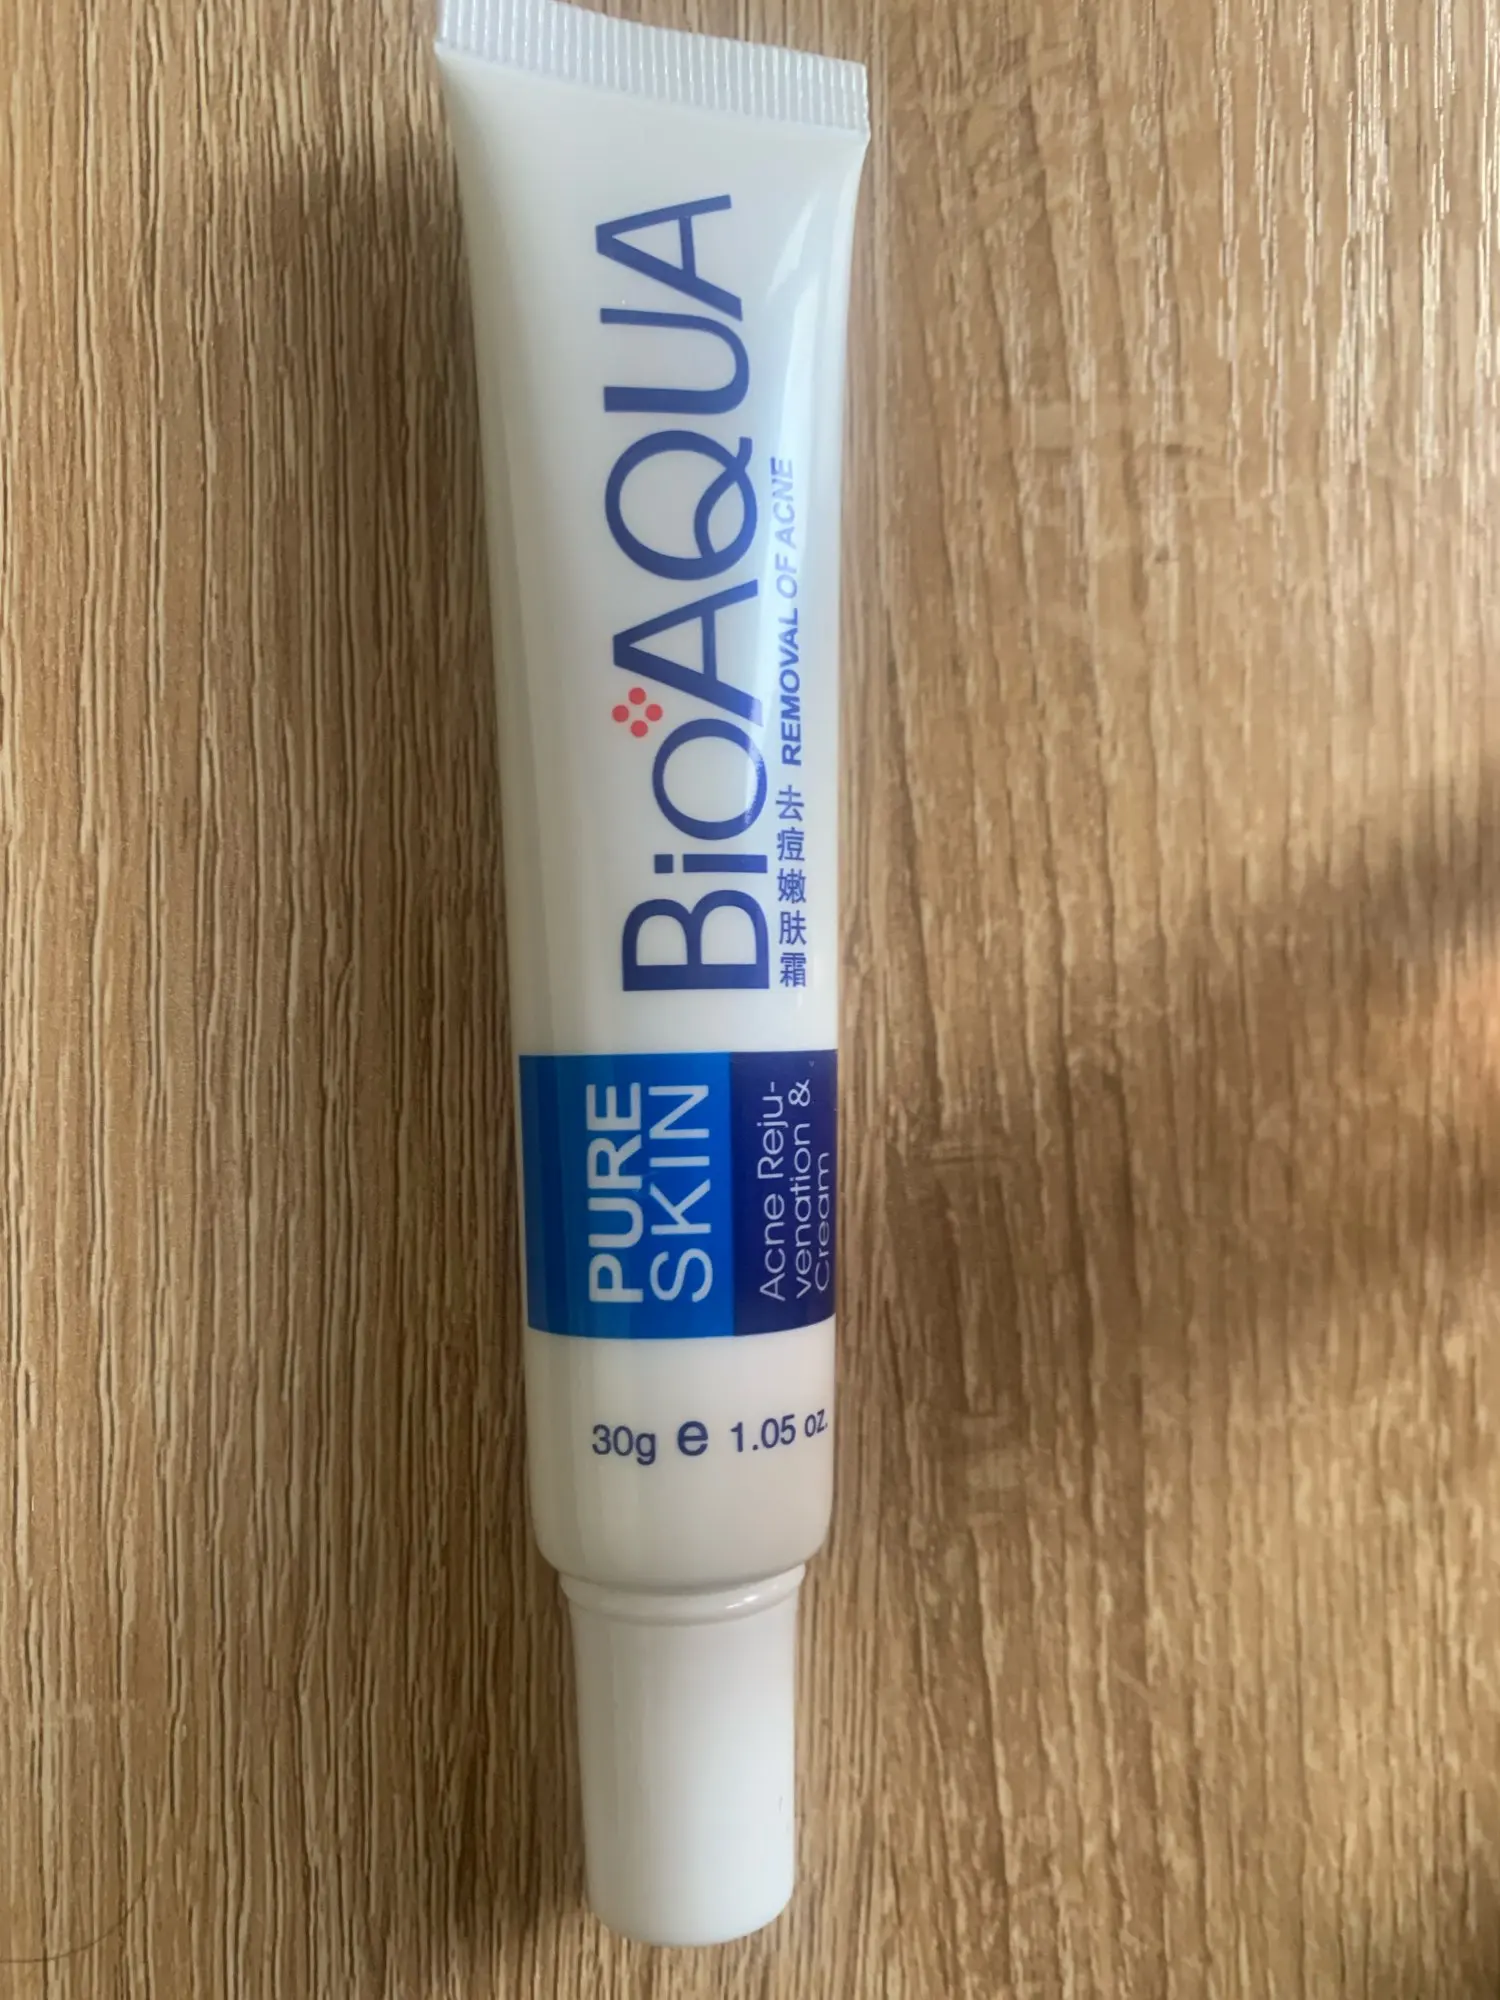 BioAQUA
去痘嫩肤霜 REMOVAL OF ACNE
PURE
SKIN
Acne Reju-
venation &
Cream
30g e 1.05 oz.